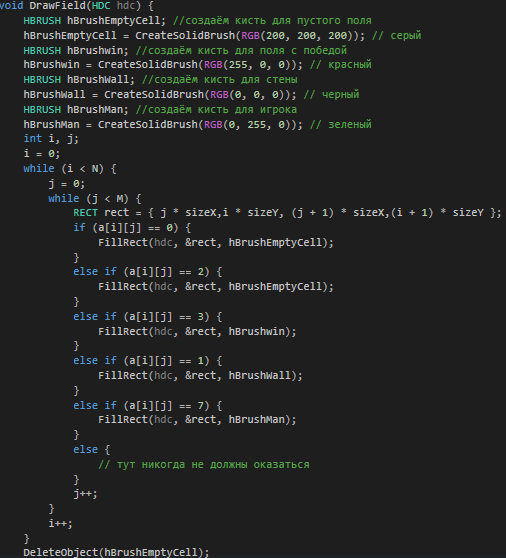 void DrawField(HDC hdc) {
    HBRUSH hBrushEmptyCell; //создаём кисть для пустого поля
    hBrushEmptyCell = CreateSolidBrush(RGB(200, 200, 200)); // серый
    HBRUSH hBrushwin; //создаём кисть для поля с победой
    hBrushwin = CreateSolidBrush(RGB(255, 0, 0)); // красный
    HBRUSH hBrushWall; //создаём кисть для стены
    hBrushWall = CreateSolidBrush(RGB(0, 0, 0)); // черный
    HBRUSH hBrushMan; //создаём кисть для игрока
    hBrushMan = CreateSolidBrush(RGB(0, 255, 0)); // зеленый
    int i, j;
    i = 0;
    while (i < N) {
        j = 0;
        while (j < M) {
            RECT rect = { j * sizeX,i * sizeY, (j + 1) * sizeX,(i + 1) * sizeY };
            if (a[i][j] == 0) {
                FillRect(hdc, &rect, hBrushEmptyCell);
            }
            else if (a[i][j] == 2) {
                FillRect(hdc, &rect, hBrushEmptyCell);
            }
            else if (a[i][j] == 3) {
                FillRect(hdc, &rect, hBrushwin);
            }
            else if (a[i][j] == 1) {
                FillRect(hdc, &rect, hBrushWall);
            }
            else if (a[i][j] == 7) {
                FillRect(hdc, &rect, hBrushMan);
            }
            else {
                // тут никогда не должны оказаться
            }
            j++;
        }
        i++;
    }
    DeleteObject(hBrushEmptyCell);